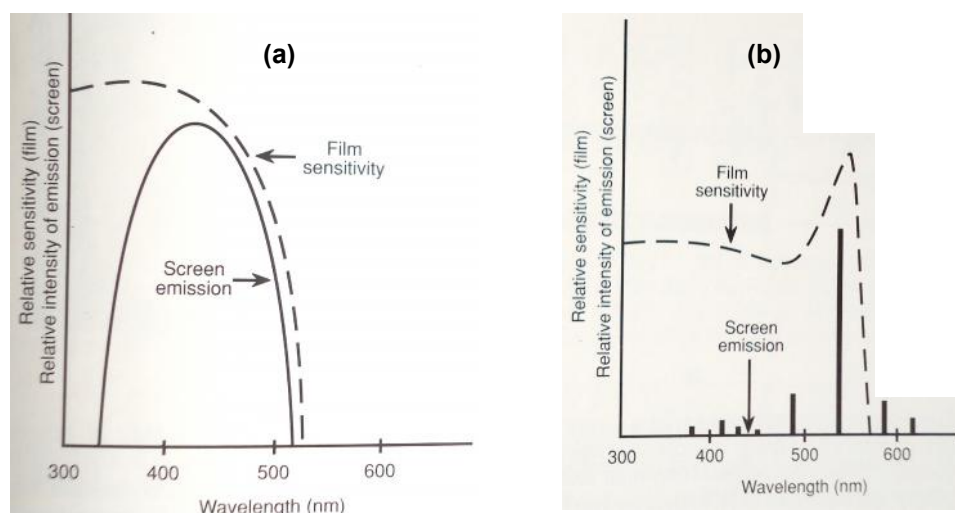 (a)
Relative sensitivity (film)
Relative intensity of emission (screen)
Film
sensitivity
Screen
emission
300
400
500
600
Wavelength (nm)
(b)
Relative sensitivity (film)
Relative intensity of emission (screen)
Film
sensitivity
Screen
emission
300
400
500
600
Wavelength (nm)